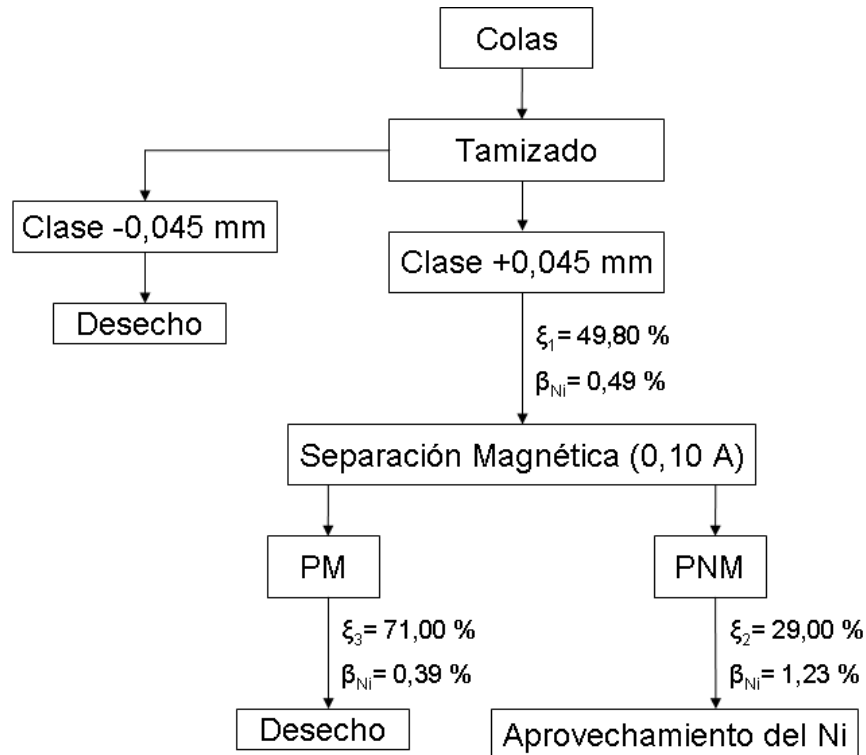 Colas
Tamizado
Clase -0,045 mm
Clase +0,045 mm
Desecho
ξ₁= 49,80 %
βNi= 0,49 %
Separación Magnética (0,10 A)
PM
PNM
ξ₃= 71,00 %
βNi= 0,39 %
ξ₂= 29,00 %
βNi= 1,23 %
Desecho
Aprovechamiento del Ni